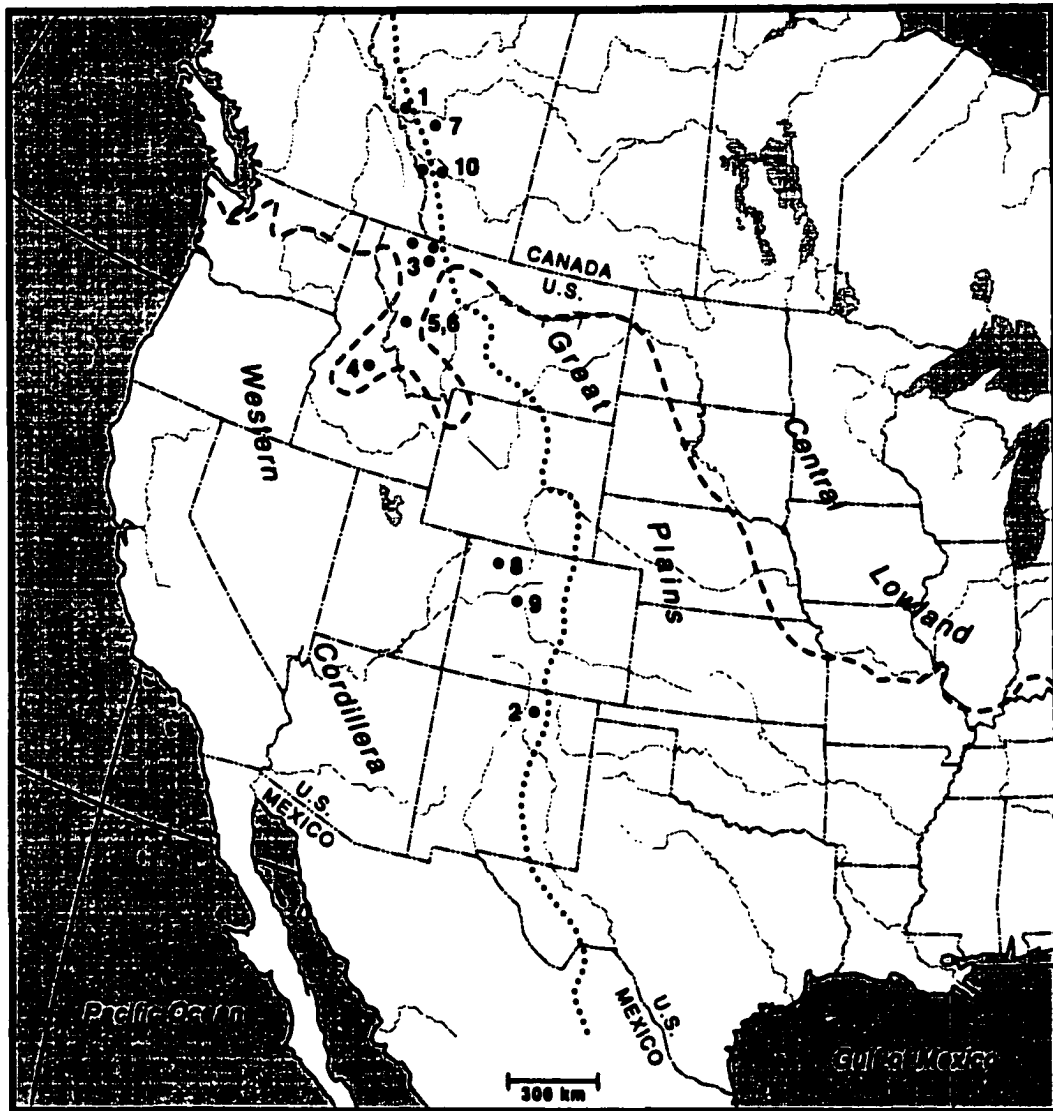 1
7
10
CANADA
U.S.
3
5,6
4
Great
Western
Central
Plains
8
9
Lowland
Cordillera
2
U.S.
MEXICO
U.S.
MEXICO
Pacific Ocean
Gulf of Mexico
300 km